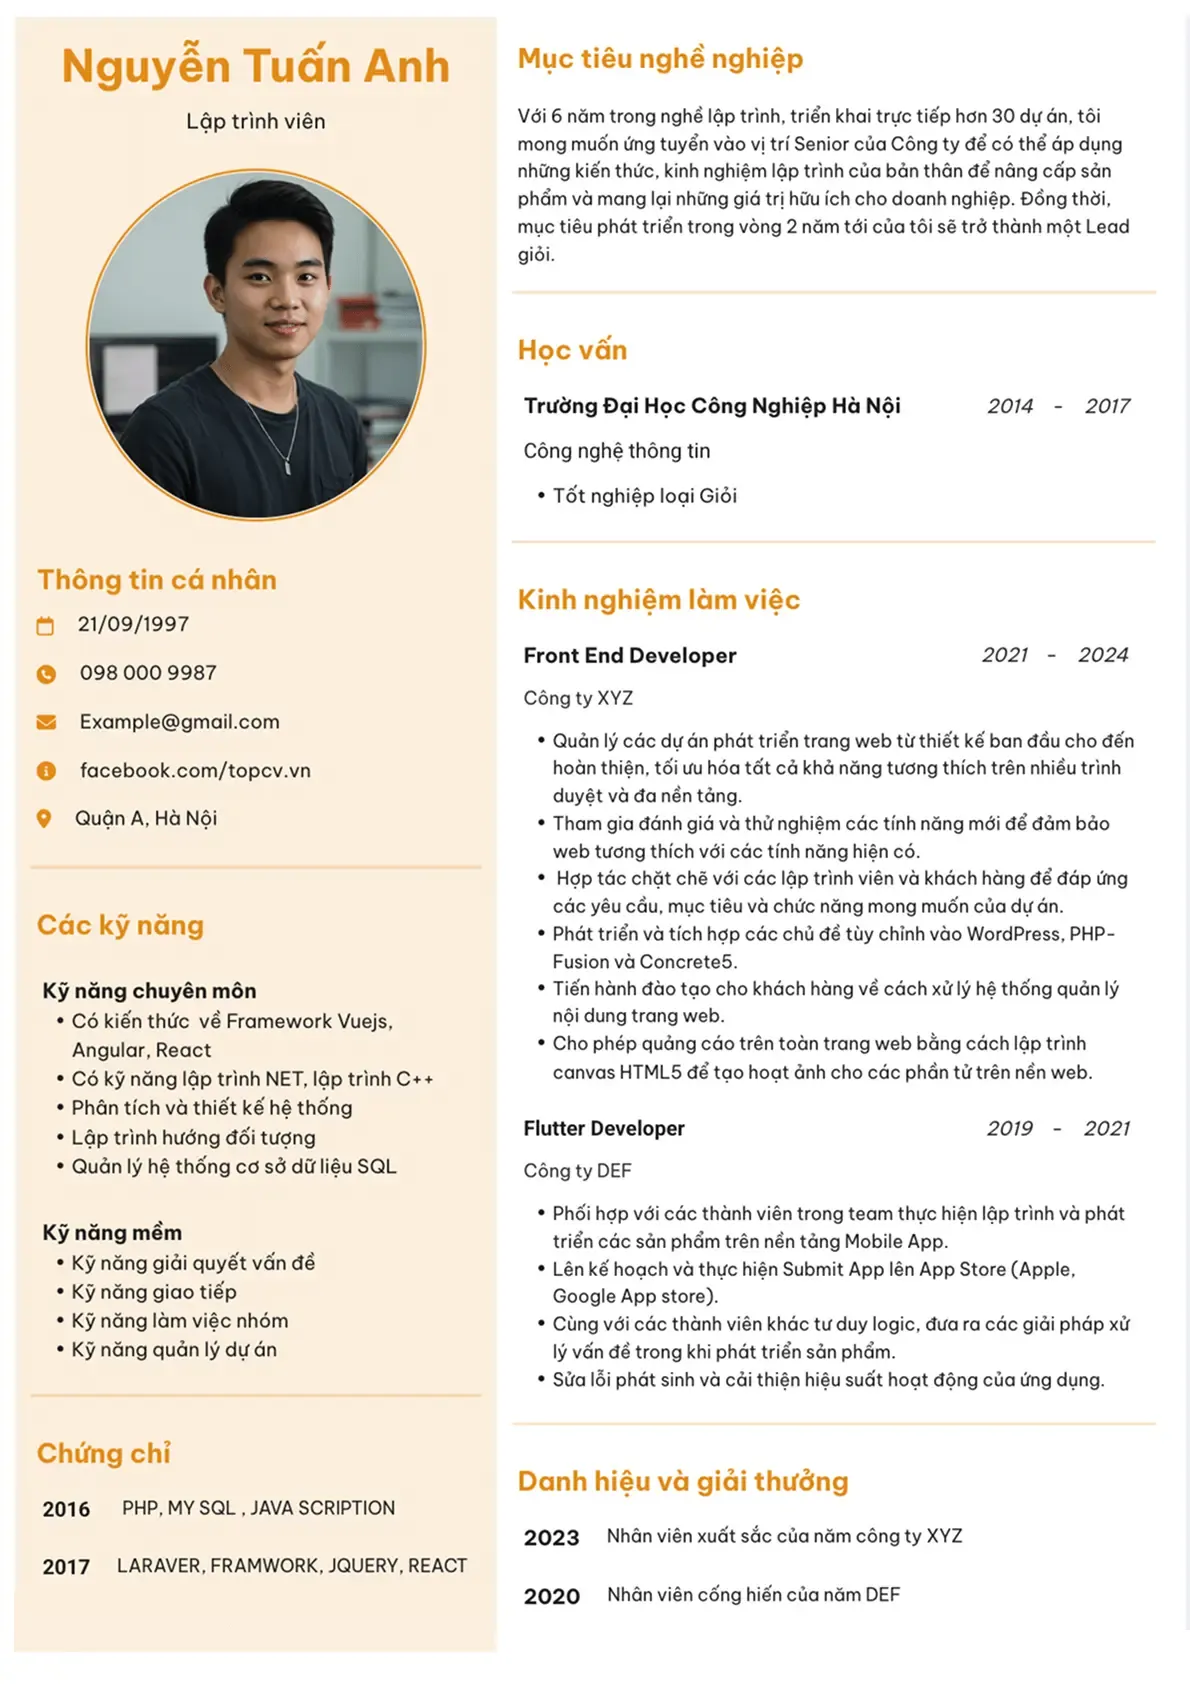 Nguyễn Tuấn Anh
Lập trình viên
Thông tin cá nhân
21/09/1997
098 000 9987
Example@gmail.com
facebook.com/topcv.vn
Quận A, Hà Nội
Các kỹ năng
Kỹ năng chuyên môn
• Có kiến thức về Framework Vuejs,
Angular, React
• Có kỹ năng lập trình NET, lập trình C++
• Phân tích và thiết kế hệ thống
• Lập trình hướng đối tượng
• Quản lý hệ thống cơ sở dữ liệu SQL
Kỹ năng mềm
• Kỹ năng giải quyết vấn đề
• Kỹ năng giao tiếp
• Kỹ năng làm việc nhóm
• Kỹ năng quản lý dự án
Chứng chỉ
2016 PHP, MY SQL , JAVA SCRIPTION
2017 LARAVER, FRAMWORK, JQUERY, REACT
Mục tiêu nghề nghiệp
Với 6 năm trong nghề lập trình, triển khai trực tiếp hơn 30 dự án, tôi
mong muốn ứng tuyển vào vị trí Senior của Công ty để có thể áp dụng
những kiến thức, kinh nghiệm lập trình của bản thân để nâng cấp sản
phẩm và mang lại những giá trị hữu ích cho doanh nghiệp. Đồng thời,
mục tiêu phát triển trong vòng 2 năm tới của tôi sẽ trở thành một Lead
giỏi.
Học vấn
Trường Đại Học Công Nghiệp Hà Nội 2014 - 2017
Công nghệ thông tin
• Tốt nghiệp loại Giỏi
Kinh nghiệm làm việc
Front End Developer 2021 - 2024
Công ty XYZ
• Quản lý các dự án phát triển trang web từ thiết kế ban đầu cho đến
hoàn thiện, tối ưu hóa tất cả khả năng tương thích trên nhiều trình
duyệt và đa nền tảng.
• Tham gia đánh giá và thử nghiệm các tính năng mới để đảm bảo
web tương thích với các tính năng hiện có.
• Hợp tác chặt chẽ với các lập trình viên và khách hàng để đáp ứng
các yêu cầu, mục tiêu và chức năng mong muốn của dự án.
• Phát triển và tích hợp các chủ đề tùy chỉnh vào WordPress, PHP-
Fusion và Concrete5.
• Tiến hành đào tạo cho khách hàng về cách xử lý hệ thống quản lý
nội dung trang web.
• Cho phép quảng cáo trên toàn trang web bằng cách lập trình
canvas HTML5 để tạo hoạt ảnh cho các phần tử trên nền web.
Flutter Developer 2019 - 2021
Công ty DEF
• Phối hợp với các thành viên trong team thực hiện lập trình và phát
triển các sản phẩm trên nền tảng Mobile App.
• Lên kế hoạch và thực hiện Submit App lên App Store (Apple,
Google App store).
• Cùng với các thành viên khác tư duy logic, đưa ra các giải pháp xử
lý vấn đề trong khi phát triển sản phẩm.
• Sửa lỗi phát sinh và cải thiện hiệu suất hoạt động của ứng dụng.
Danh hiệu và giải thưởng
2023 Nhân viên xuất sắc của năm công ty XYZ
2020 Nhân viên cống hiến của năm DEF